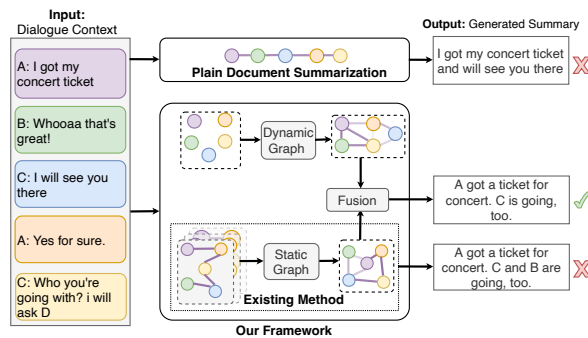 Input:
Dialogue Context
A: I got my
concert ticket
B: Whooaa that's
great!
C: I will see you
there
A: Yes for sure.
C: Who you're
going with? i will
ask D
Plain Document Summarization
Dynamic
Graph
Fusion
Static
Graph
Existing Method
Our Framework
Output: Generated Summary
I got my concert ticket
and will see you there
A got a ticket for
concert. C is going,
too.
A got a ticket for
concert. C and B are
going, too.